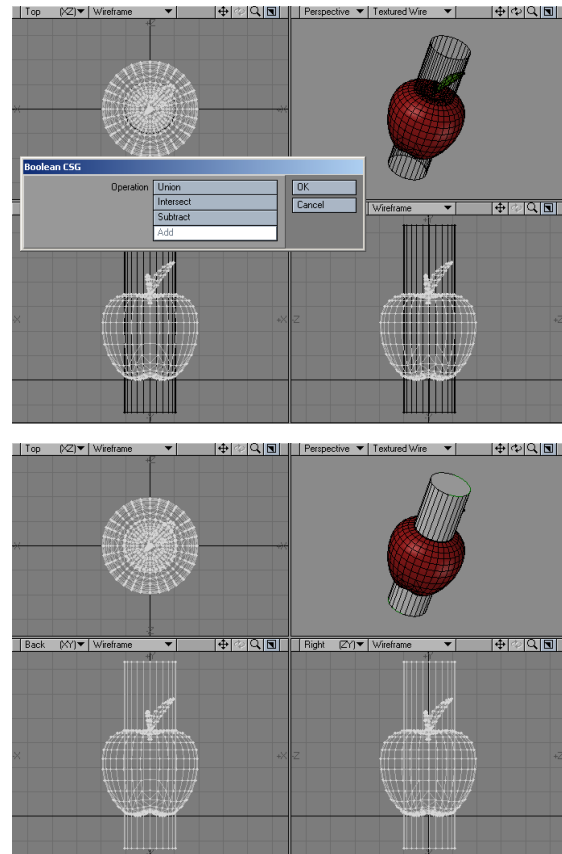 Top (XZ) Wireframe Perspective Textured Wire
Boolean CSG
Operation Union OK
Intersect Cancel
Subtract
Add
Wireframe
Top (XZ) Wireframe Perspective Textured Wire
Back (XY) Wireframe Right (ZY) Wireframe